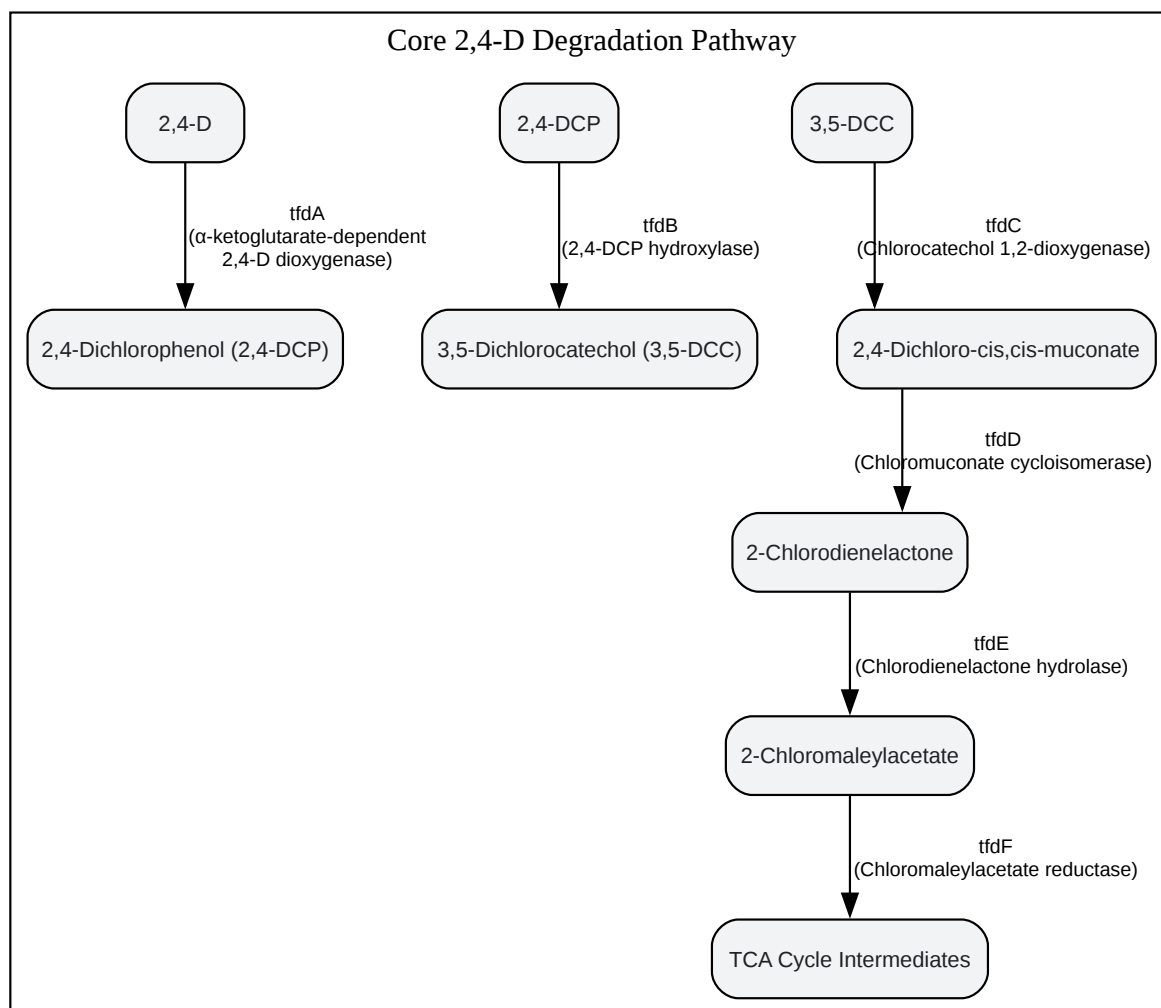 Core 2,4-D Degradation Pathway
2,4-D
2,4-DCP
3,5-DCC
tfdA
(α-ketoglutarate-dependent
2,4-D dioxygenase)
tfdB
(2,4-DCP hydroxylase)
tfdC
(Chlorocatechol 1,2-dioxygenase)
2,4-Dichlorophenol (2,4-DCP)
3,5-Dichlorocatechol (3,5-DCC)
2,4-Dichloro-cis,cis-muconate
tfdD
(Chloromuconate cycloisomerase)
2-Chlorodienelactone
tfdE
(Chlorodienelactone hydrolase)
2-Chloromaleylacetate
tfdF
(Chloromaleylacetate reductase)
TCA Cycle Intermediates